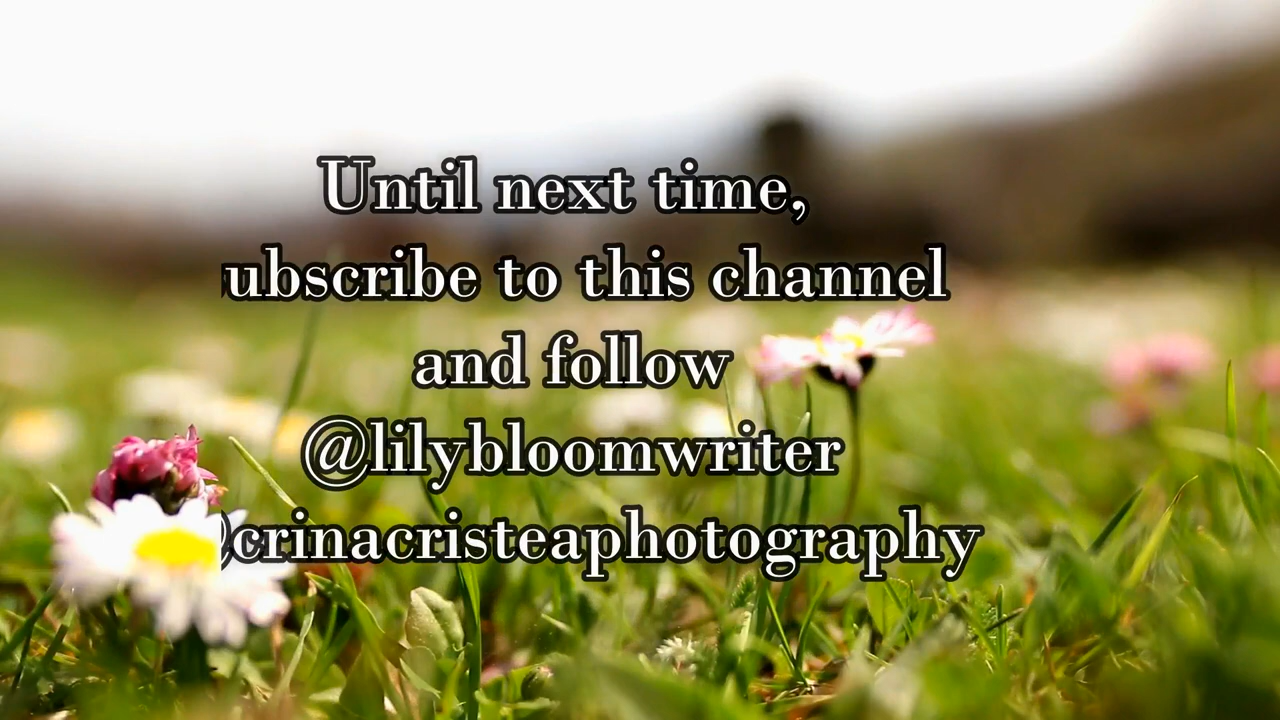 Until next time,
ubscribe to this channel
and follow
@lilybloomwriter
@crinacristeaphotography